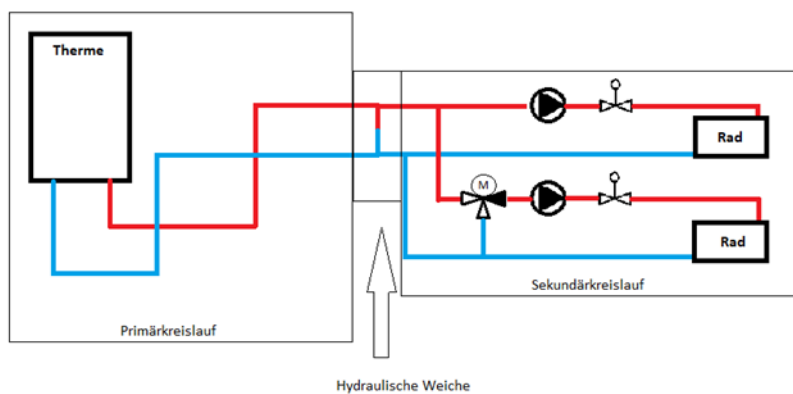 Therme
Rad
M
Rad
Sekundärkreislauf
Primärkreislauf
Hydraulische Weiche